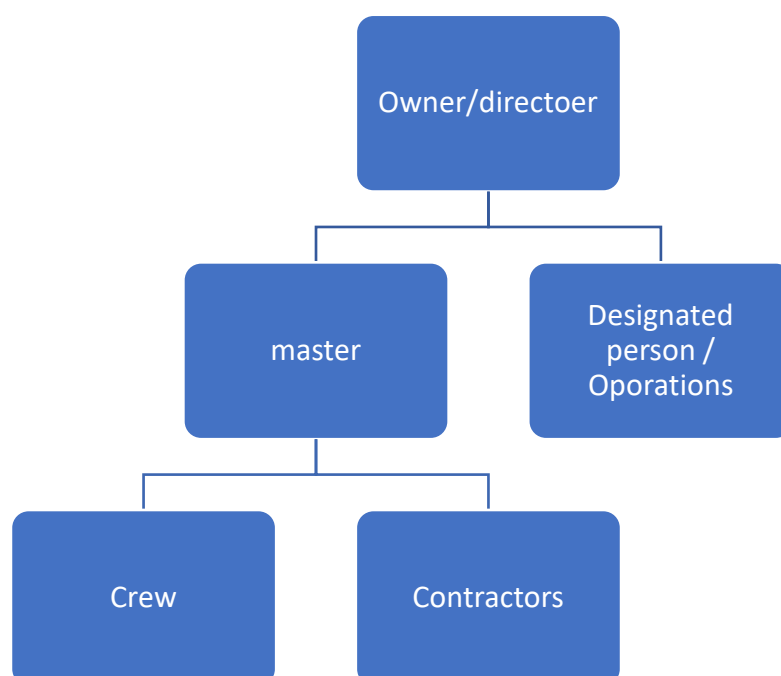 Owner/directoer
master
Designated
person /
Oporations
Crew
Contractors